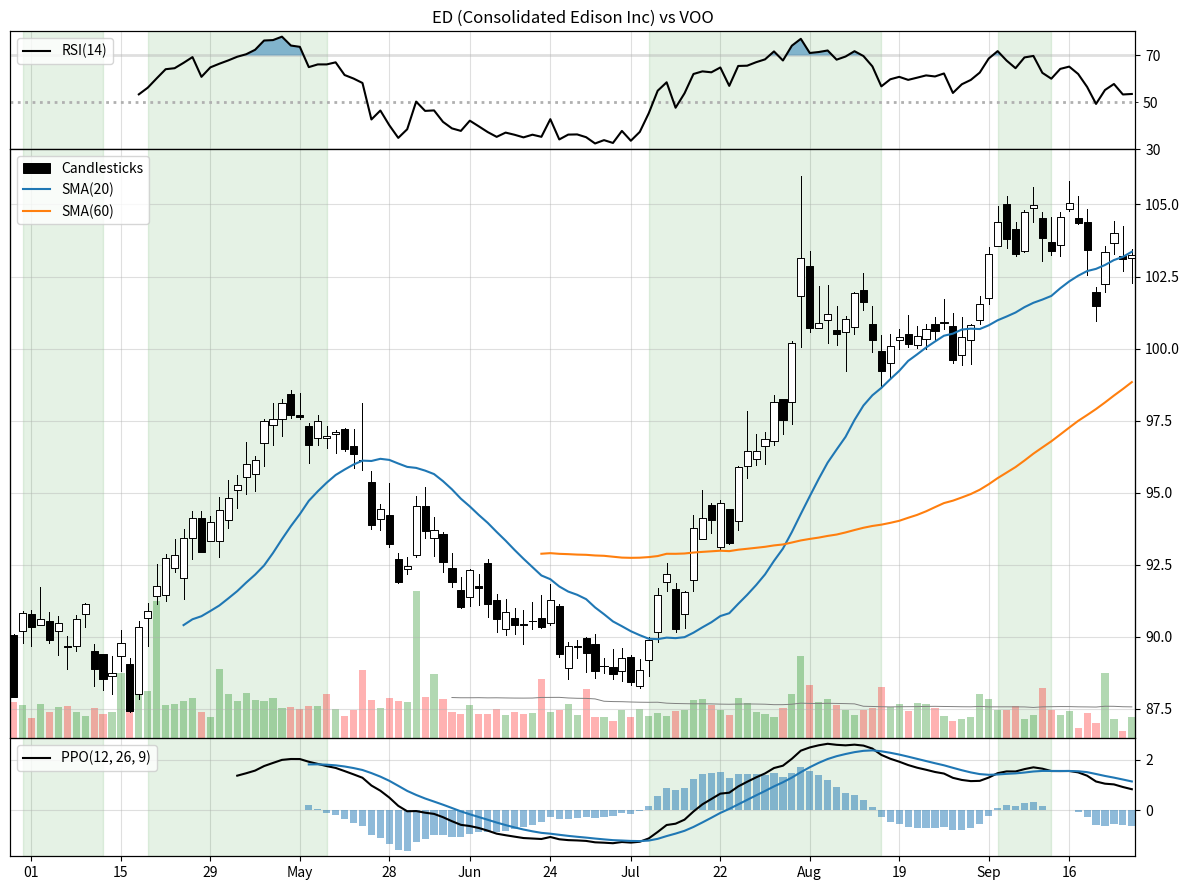 ED (Consolidated Edison Inc) vs VOO
RSI(14)
70
50
30
Candlesticks
SMA(20)
SMA(60)
105.0
102.5
100.0
97.5
95.0
92.5
90.0
87.5
PPO(12, 26, 9)
2
0
01 15 29 May 28 Jun 24 Jul 22 Aug 19 Sep 16